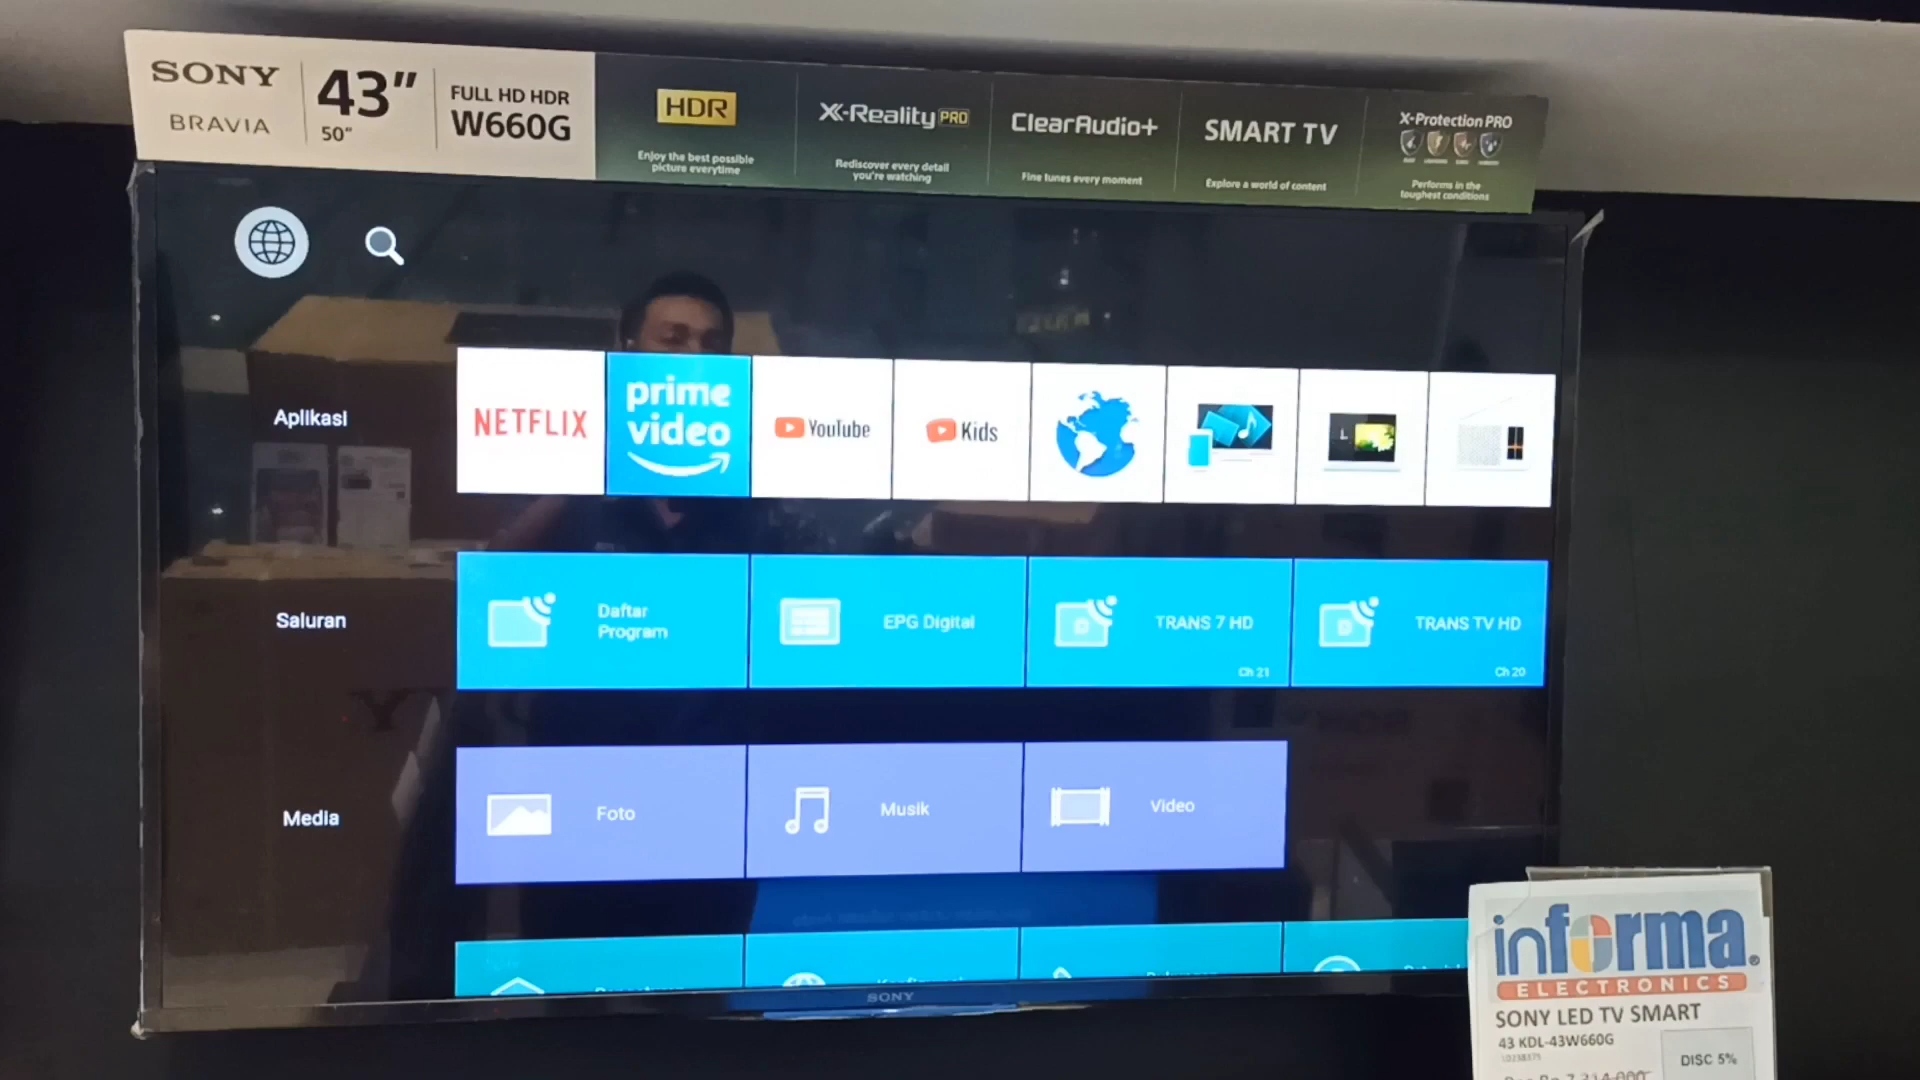 SONY
BRAVIA
43"
50"
FULL HD HDR
W660G
HDR
Enjoy the best possible
picture everytime
X-Reality PRO
Rediscover every detail
you're watching
ClearAudio+
Fine tunes every moment
SMART TV
Explore a world of content
X-Protection PRO
Performs in the
toughest conditions
Aplikasi
NETFLIX
prime
video
YouTube
Kids
Saluran
Daftar
Program
EPG Digital
TRANS 7 HD
Ch 21
TRANS TV HD
Ch 20
Media
Foto
Musik
Video
SONY
informa
ELECTRONICS
SONY LED TV SMART
43 KDL-43W660G
DISC 5%